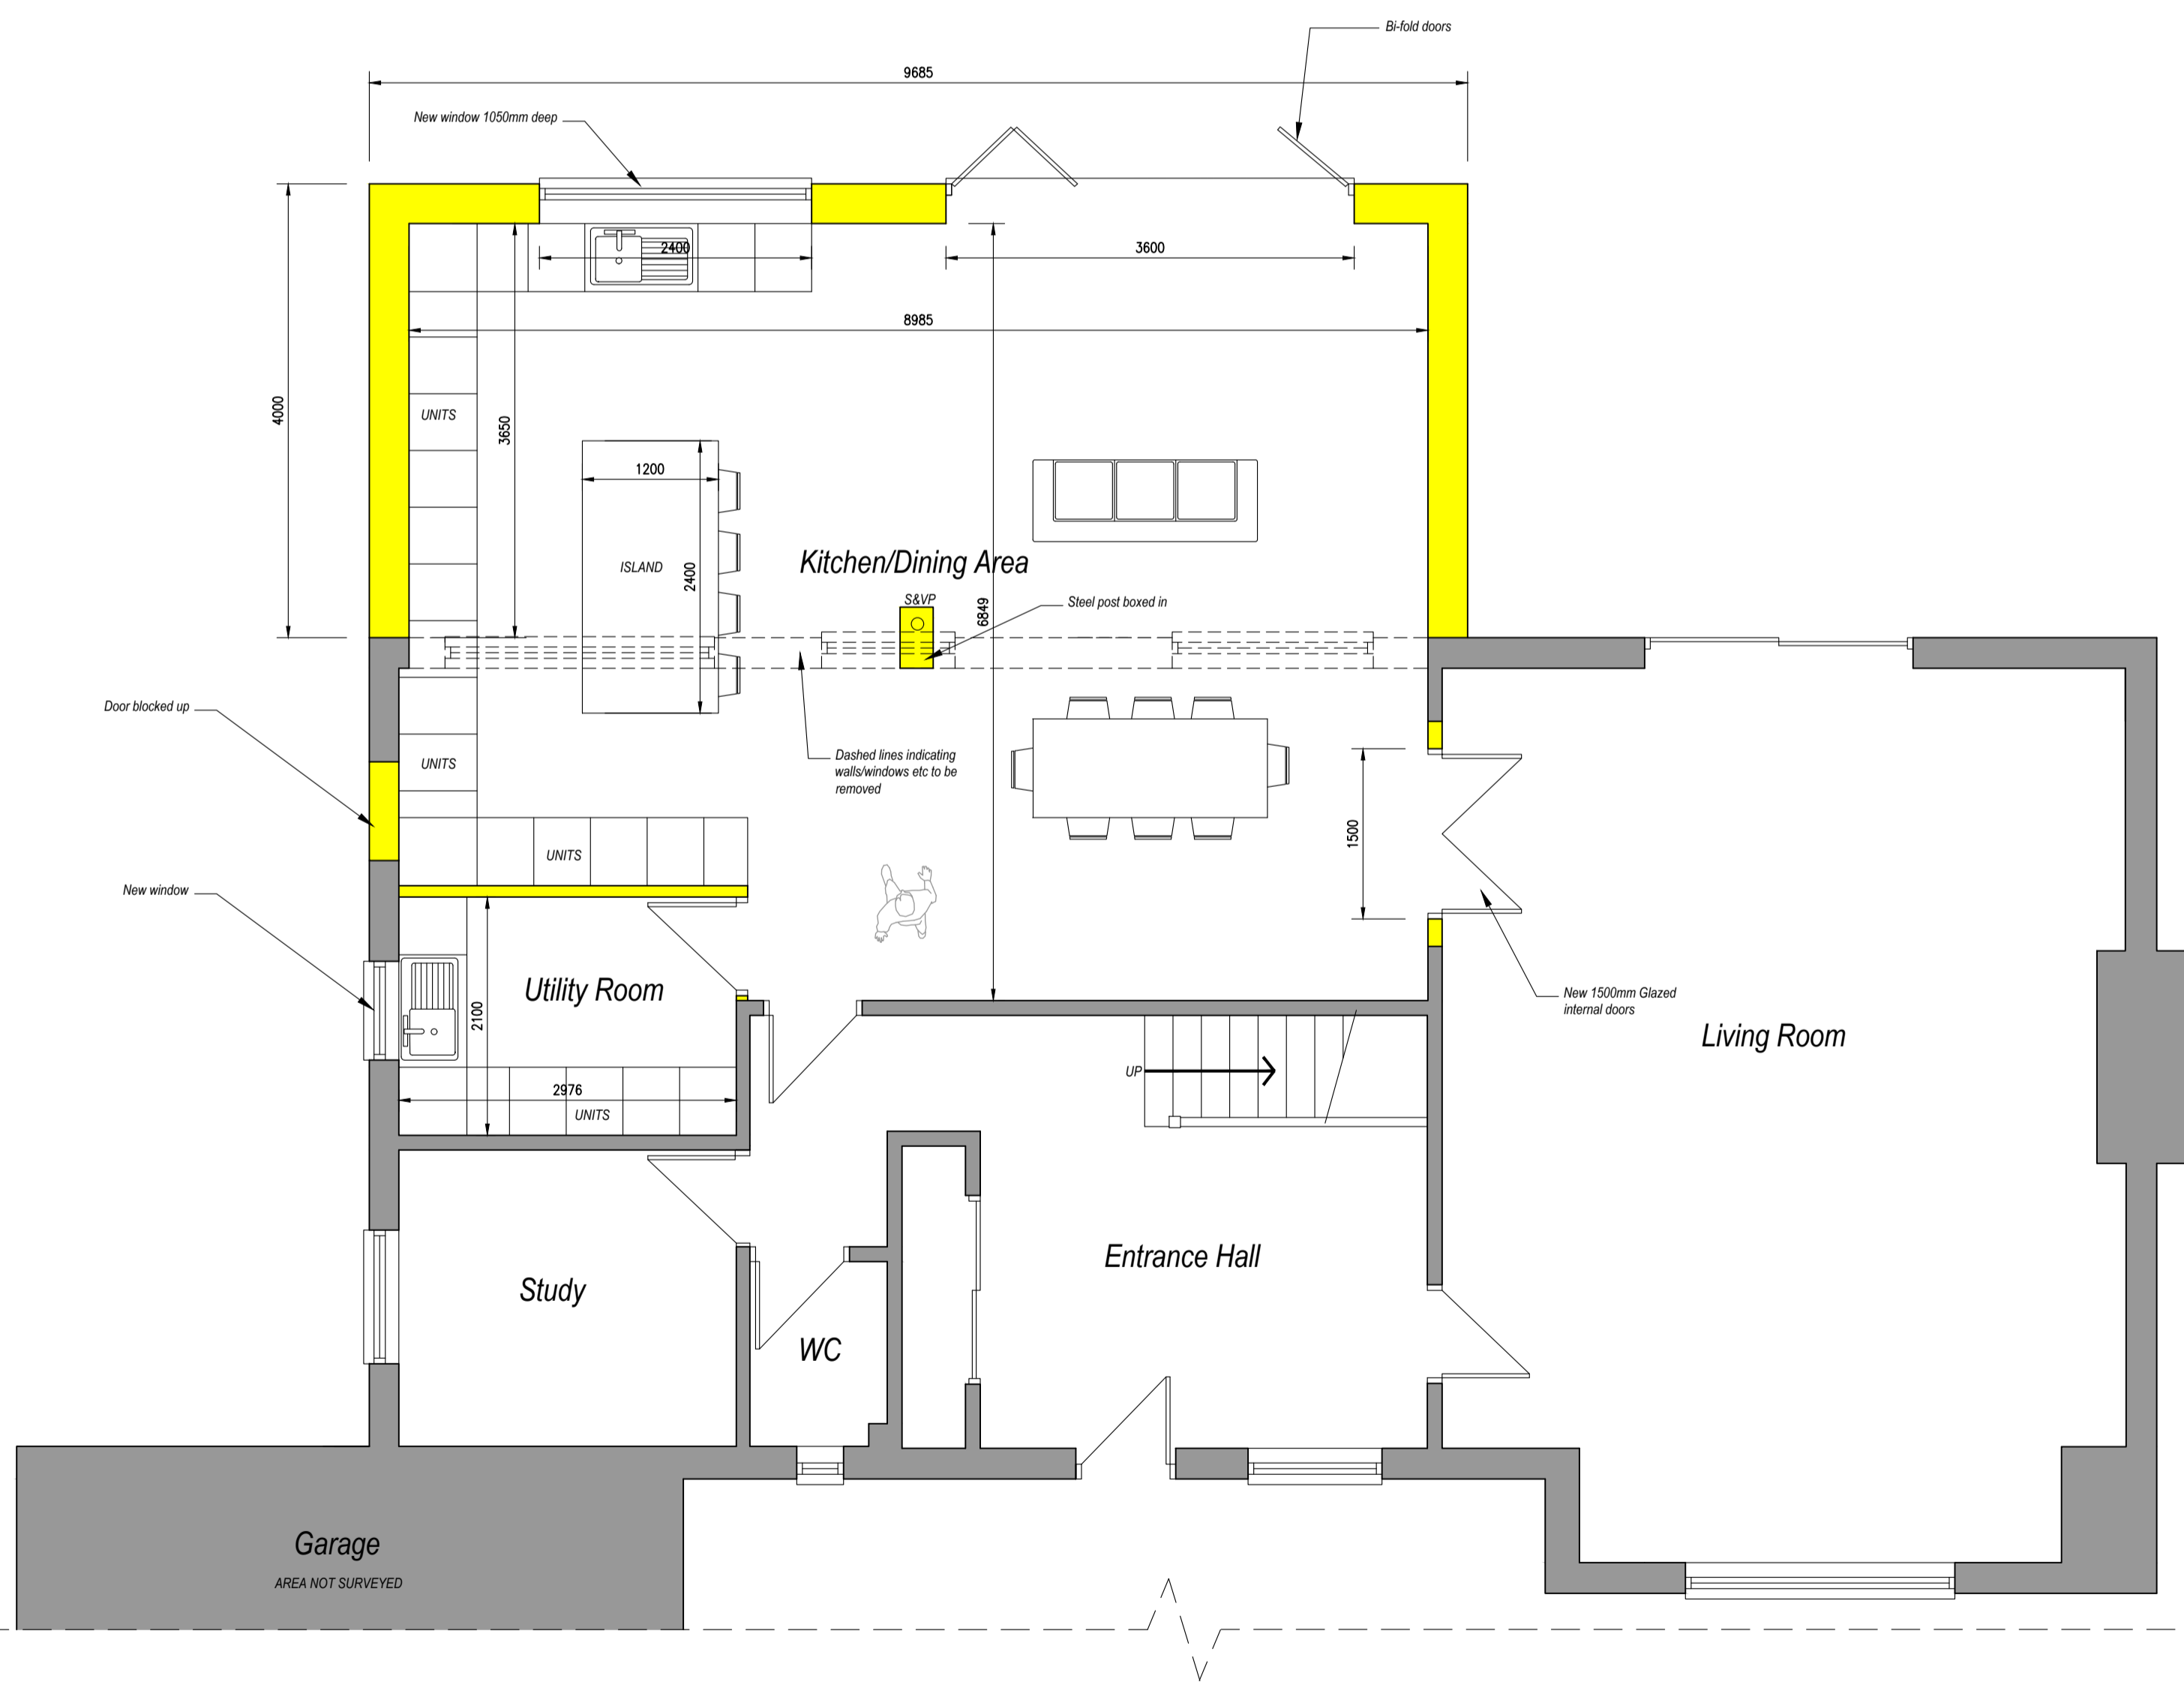 Bi-fold doors
9685
New window 1050mm deep
2400
3600
8985
4000
UNITS
3650
1200
Kitchen/Dining Area
ISLAND
2400
S&VP
Steel post boxed in
6849
Door blocked up
Dashed lines indicating
walls/windows etc to be
removed
UNITS
1500
UNITS
New window
Utility Room
New 1500mm Glazed
internal doors
2100
Living Room
UP
2976
UNITS
Entrance Hall
Study
WC
Garage
AREA NOT SURVEYED